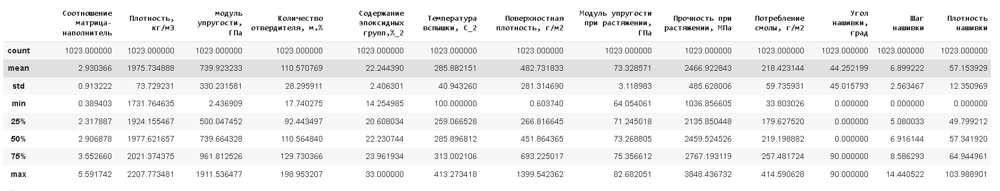 Соотношение матрица-наполнитель Плотность, кг/м3 модуль упругости, ГПа Количество отвердителя, м.% Содержание эпоксидных групп,%_2 Температура вспышки, С_2 Поверхностная плотность, г/м2 Модуль упругости при растяжении, ГПа Прочность при растяжении, МПа Потребление смолы, г/м2 Угол нашивки, град Шаг нашивки Плотность нашивки
count 1023.000000 1023.000000 1023.000000 1023.000000 1023.000000 1023.000000 1023.000000 1023.000000 1023.000000 1023.000000 1023.000000 1023.000000 1023.000000
mean 2.930366 1975.734888 739.923233 110.570769 22.244390 285.882151 482.731833 73.328571 2466.922843 218.423144 44.252199 6.899222 57.153929
std 0.913222 73.729231 330.231581 28.295911 2.406301 40.943260 281.314690 3.118983 485.628006 59.735931 45.015793 2.563467 12.350969
min 0.389403 1731.764635 2.436909 17.740275 14.254985 100.000000 0.603740 64.054061 1036.856605 33.803026 0.000000 0.000000 0.000000
25% 2.317887 1924.155467 500.047452 92.443497 20.608034 259.066528 266.816645 71.245018 2135.850448 179.627520 0.000000 5.080033 49.799212
50% 2.906878 1977.621657 739.664328 110.564840 22.230744 285.896812 451.864365 73.268805 2459.524526 219.198882 0.000000 6.916144 57.341920
75% 3.552660 2021.374375 961.812526 129.730366 23.961934 313.002106 693.225017 75.356612 2767.193119 257.481724 90.000000 8.586293 64.944961
max 5.591742 2207.773481 1911.536477 198.953207 33.000000 413.273418 1399.542362 82.682051 3848.436732 414.590628 90.000000 14.440522 103.988901